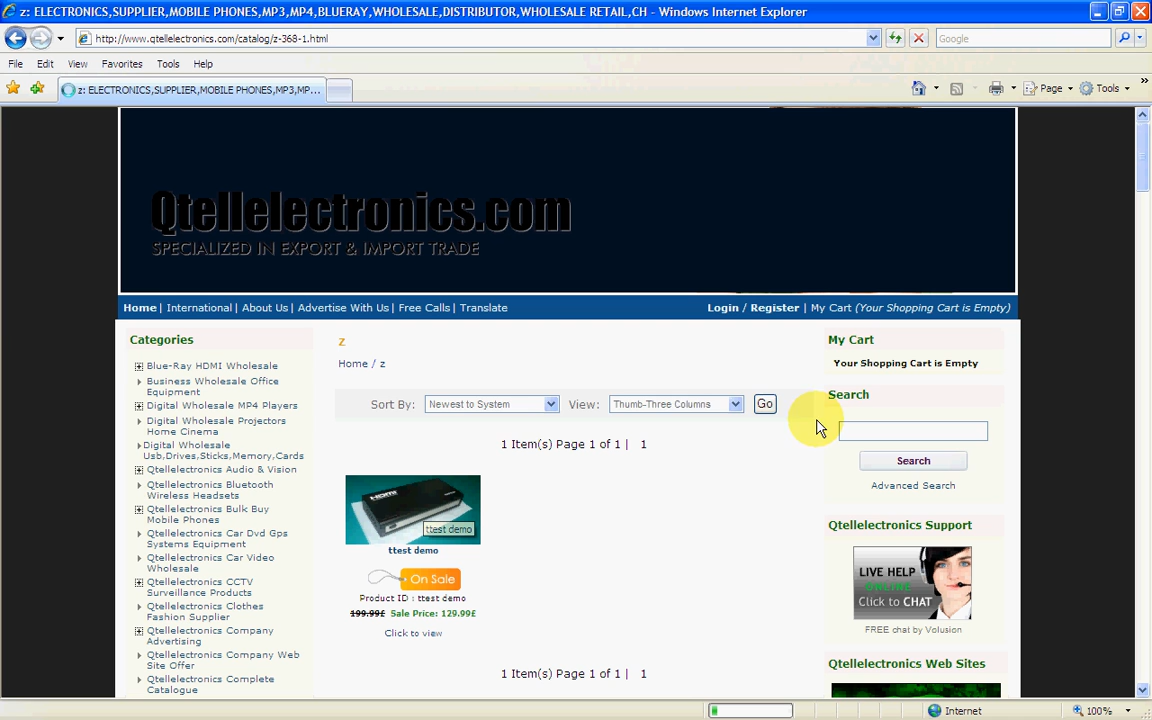 z: ELECTRONICS,SUPPLIER,MOBILE PHONES,MP3,MP4,BLUERAY,WHOLESALE,DISTRIBUTOR,WHOLESALE RETAIL,CH - Windows Internet Explorer
http://www.qtellelectronics.com/catalog/z-368-1.html
Google
File Edit View Favorites Tools Help
z: ELECTRONICS,SUPPLIER,MOBILE PHONES,MP3,MP...
Page Tools
Qtellelectronics.com
SPECIALIZED IN EXPORT & IMPORT TRADE
Home | International | About Us | Advertise With Us | Free Calls | Translate
Login / Register | My Cart (Your Shopping Cart is Empty)
Categories
Blue-Ray HDMI Wholesale
Business Wholesale Office
Equipment
Digital Wholesale MP4 Players
Digital Wholesale Projectors
Home Cinema
Digital Wholesale
Usb,Drives,Sticks,Memory,Cards
Qtellelectronics Audio & Vision
Qtellelectronics Bluetooth
Wireless Headsets
Qtellelectronics Bulk Buy
Mobile Phones
Qtellelectronics Car Dvd Gps
Systems Equipment
Qtellelectronics Car Video
Wholesale
Qtellelectronics CCTV
Surveillance Products
Qtellelectronics Clothes
Fashion Supplier
Qtellelectronics Company
Advertising
Qtellelectronics Company Web
Site Offer
Qtellelectronics Complete
Catalogue
z
Home / z
Sort By: Newest to System View: Thumb-Three Columns Go
1 Item(s) Page 1 of 1 | 1
HDMI
ttest demo
ttest demo
On Sale
Product ID : ttest demo
199.99£ Sale Price: 129.99£
Click to view
1 Item(s) Page 1 of 1 | 1
My Cart
Your Shopping Cart is Empty
Search
Search
Advanced Search
Qtellelectronics Support
LIVE HELP
ONLINE
Click to CHAT
FREE chat by Volusion
Qtellelectronics Web Sites
Internet
100%